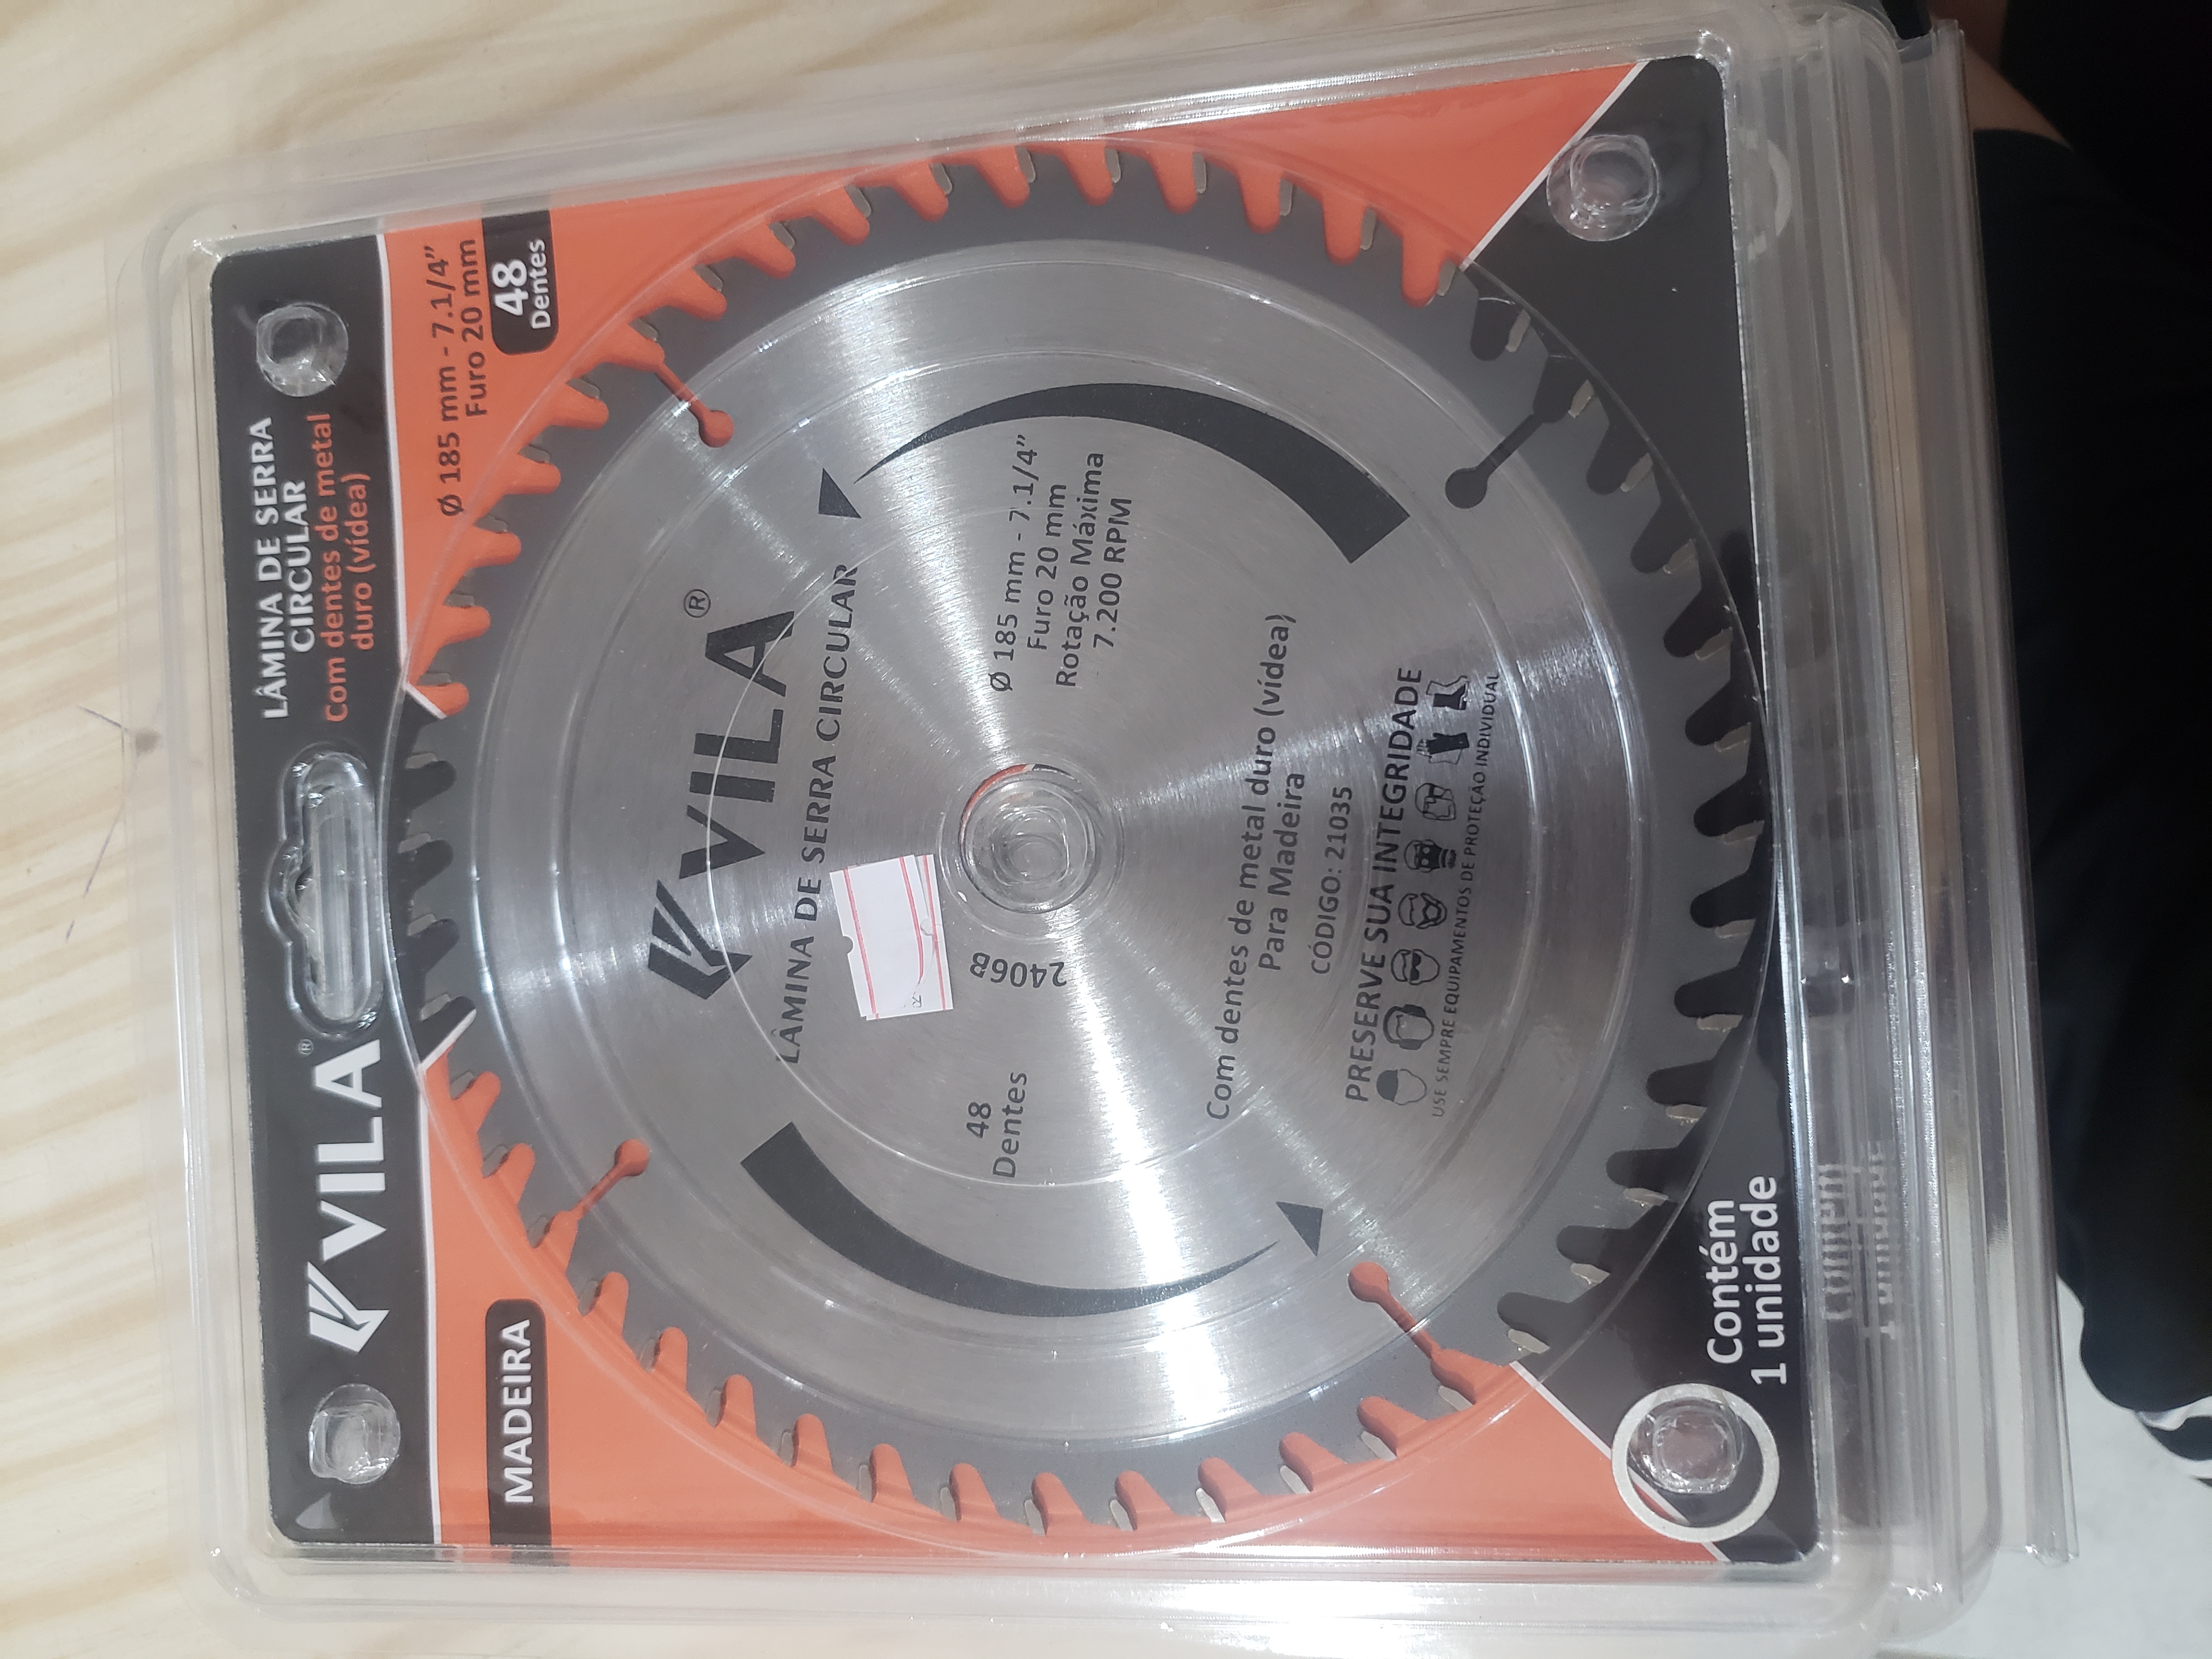 VILA®
LÂMINA DE SERRA
CIRCULAR
Com dentes de metal
duro (vídea)
MADEIRA
Ø 185 mm - 7.1/4”
Furo 20 mm
48
Dentes
VILA®
LÂMINA DE SERRA CIRCULAR
48
Dentes
2406
Ø 185 mm - 7.1/4”
Furo 20 mm
Rotação Máxima
7.200 RPM
Com dentes de metal duro (vídea)
Para Madeira
CÓDIGO: 21035
PRESERVE SUA INTEGRIDADE
USE SEMPRE EQUIPAMENTOS DE PROTEÇÃO INDIVIDUAL
Contém
1 unidade